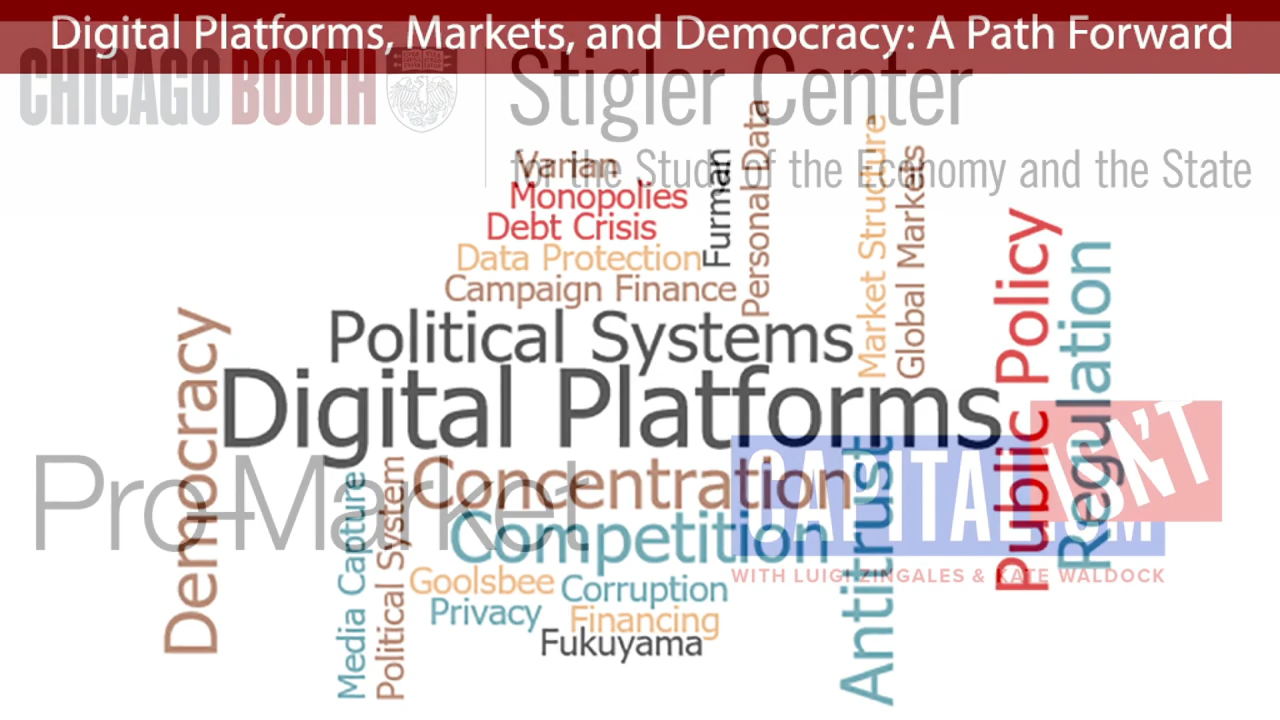 Digital Platforms, Markets, and Democracy: A Path Forward
CHICAGO BOOTH
Stigler Center
for the Study of the Economy and the State
Varian
Monopolies
Debt Crisis
Data Protection
Campaign Finance
Furman
Personal Data
Market Structure
Global Markets
Public Policy
Regulation
Political Systems
Digital Platforms
Democracy
Concentration
Competition
Pro-Market
CAPITALISN'T
WITH LUIGI ZINGALES & KATE WALDOCK
Media Capture
Political System
Goolsbee
Corruption
Privacy
Financing
Fukuyama
Antitrust